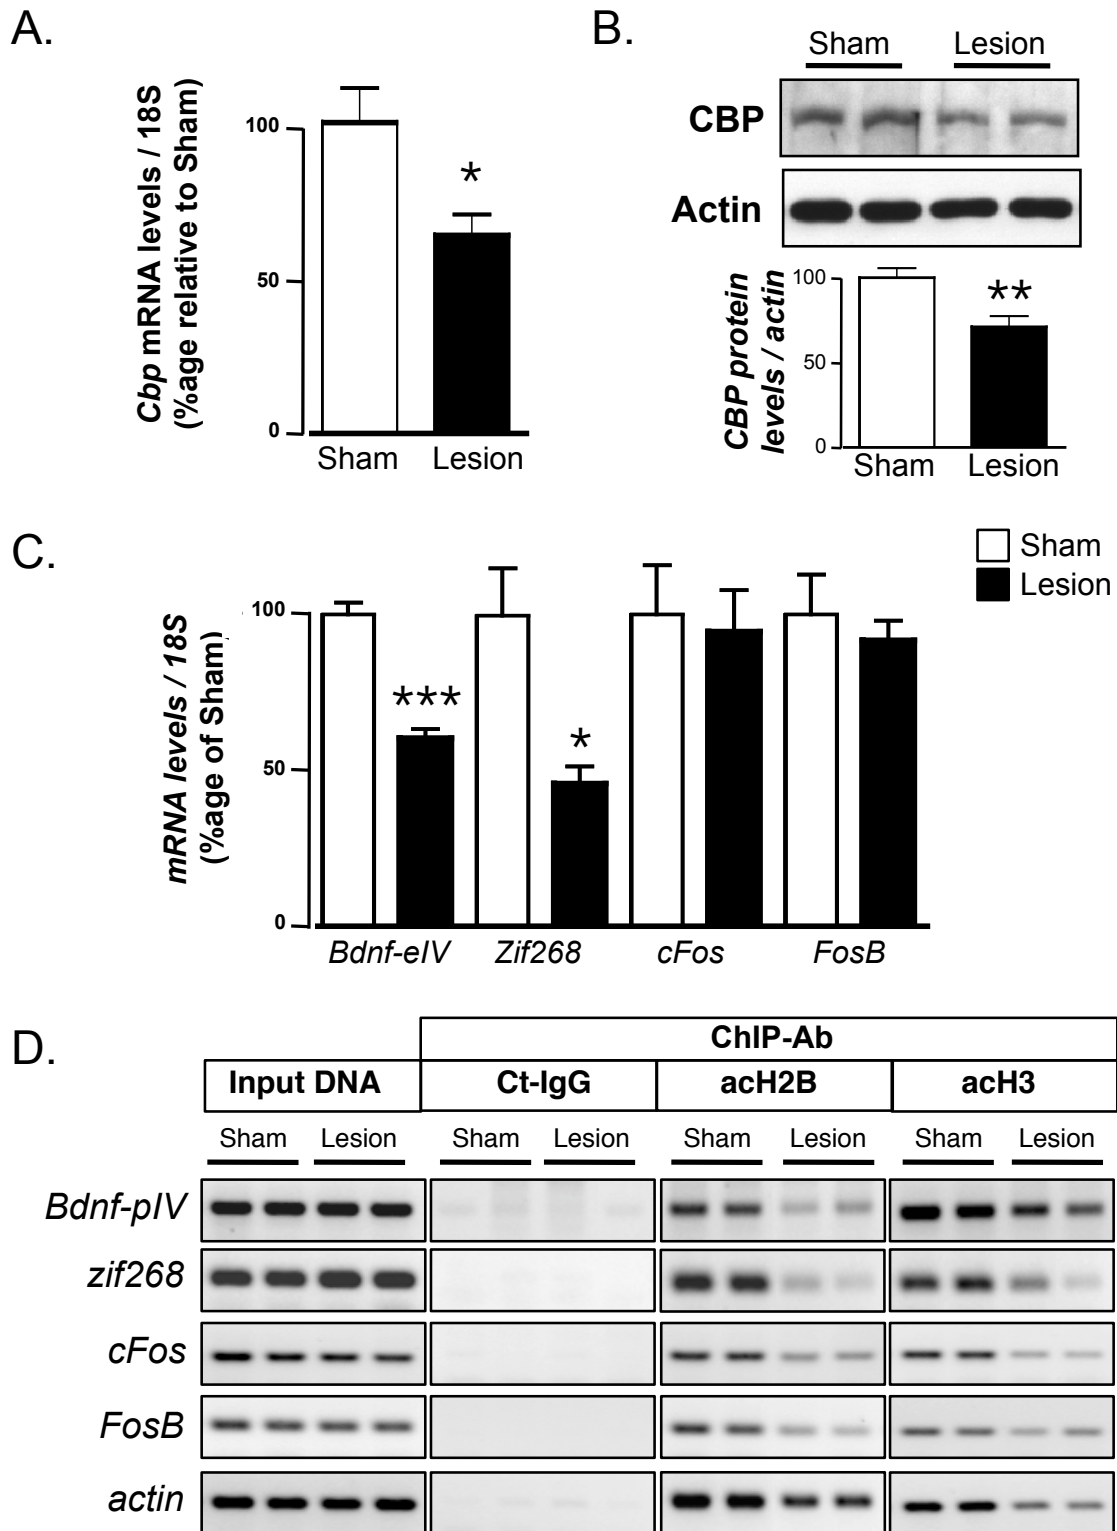 A.
Cbp mRNA levels / 18S
(%age relative to Sham)
100
50
0
*
Sham Lesion
B.
Sham Lesion
CBP
Actin
CBP protein
levels / actin
100
50
0
**
Sham Lesion
C.
Sham
Lesion
mRNA levels / 18S
(%age of Sham)
100
50
0
***
*
Bdnf-eIV Zif268 cFos FosB
D.
ChIP-Ab
Input DNA Ct-IgG acH2B acH3
Sham Lesion Sham Lesion Sham Lesion Sham Lesion
Bdnf-pIV
zif268
cFos
FosB
actin